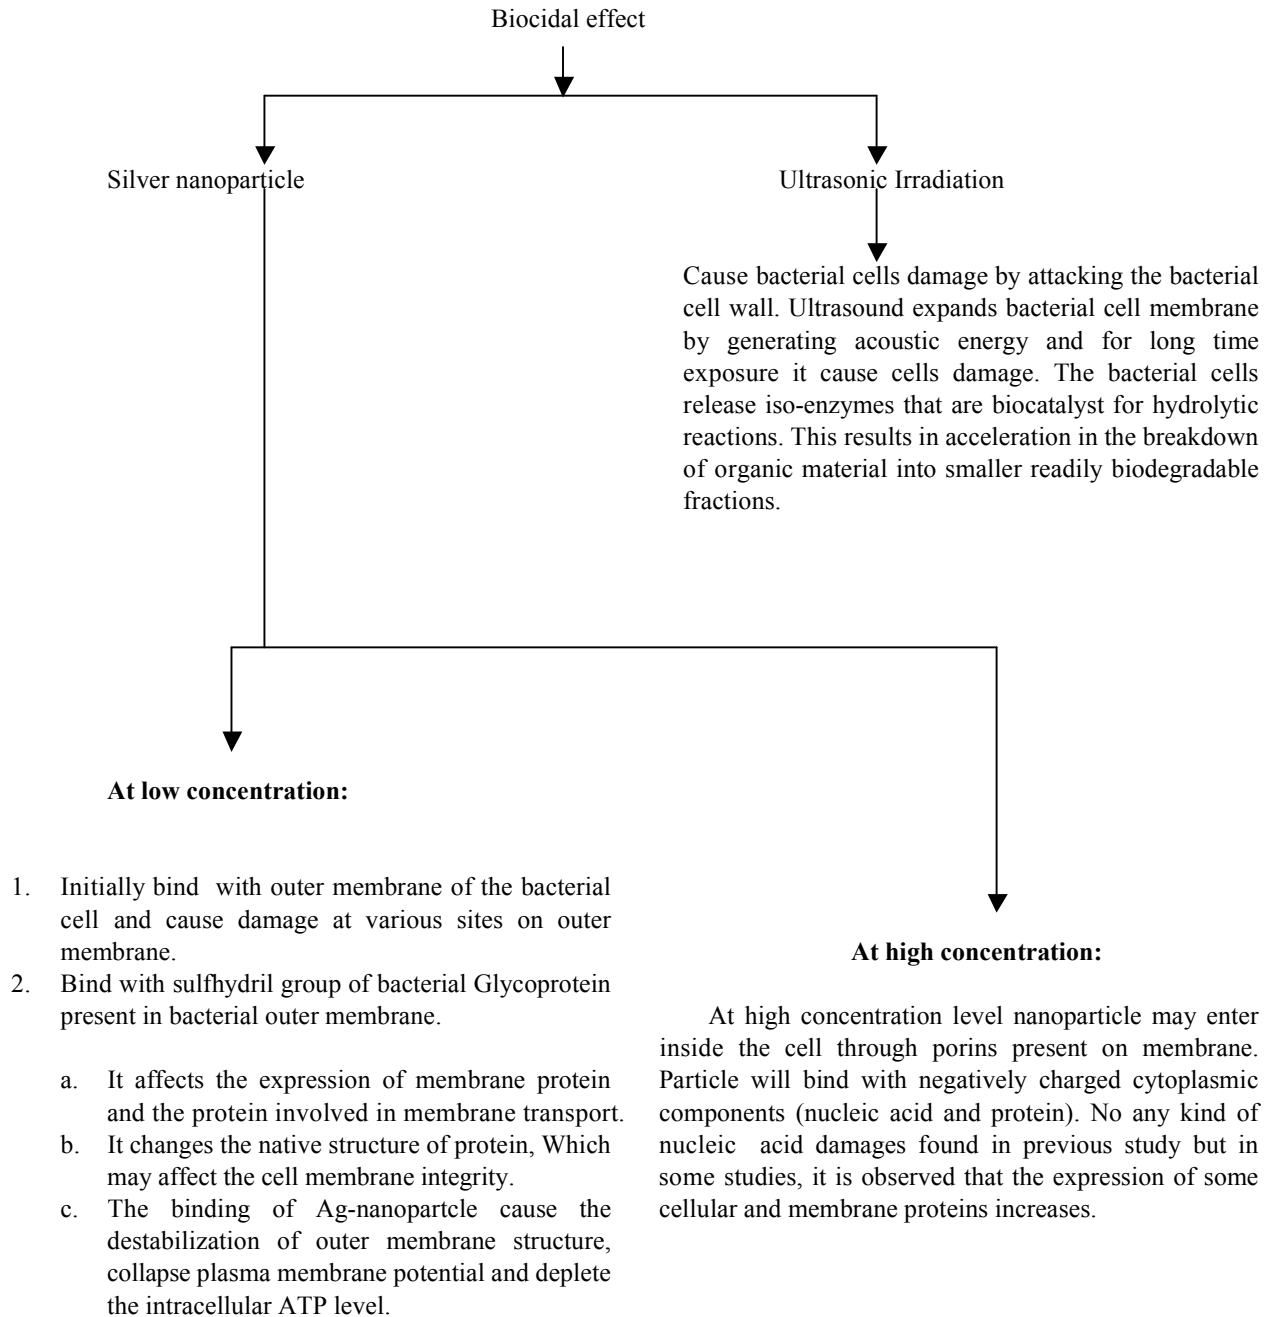 Biocidal effect
Silver nanoparticle
Ultrasonic Irradiation
Cause bacterial cells damage by attacking the bacterial
cell wall. Ultrasound expands bacterial cell membrane
by generating acoustic energy and for long time
exposure it cause cells damage. The bacterial cells
release iso-enzymes that are biocatalyst for hydrolytic
reactions. This results in acceleration in the breakdown
of organic material into smaller readily biodegradable
fractions.
At low concentration:
1. Initially bind with outer membrane of the bacterial
cell and cause damage at various sites on outer
membrane.
2. Bind with sulfhydril group of bacterial Glycoprotein
present in bacterial outer membrane.
a. It affects the expression of membrane protein
and the protein involved in membrane transport.
b. It changes the native structure of protein, Which
may affect the cell membrane integrity.
c. The binding of Ag-nanopartcle cause the
destabilization of outer membrane structure,
collapse plasma membrane potential and deplete
the intracellular ATP level.
At high concentration:
At high concentration level nanoparticle may enter
inside the cell through porins present on membrane.
Particle will bind with negatively charged cytoplasmic
components (nucleic acid and protein). No any kind of
nucleic acid damages found in previous study but in
some studies, it is observed that the expression of some
cellular and membrane proteins increases.